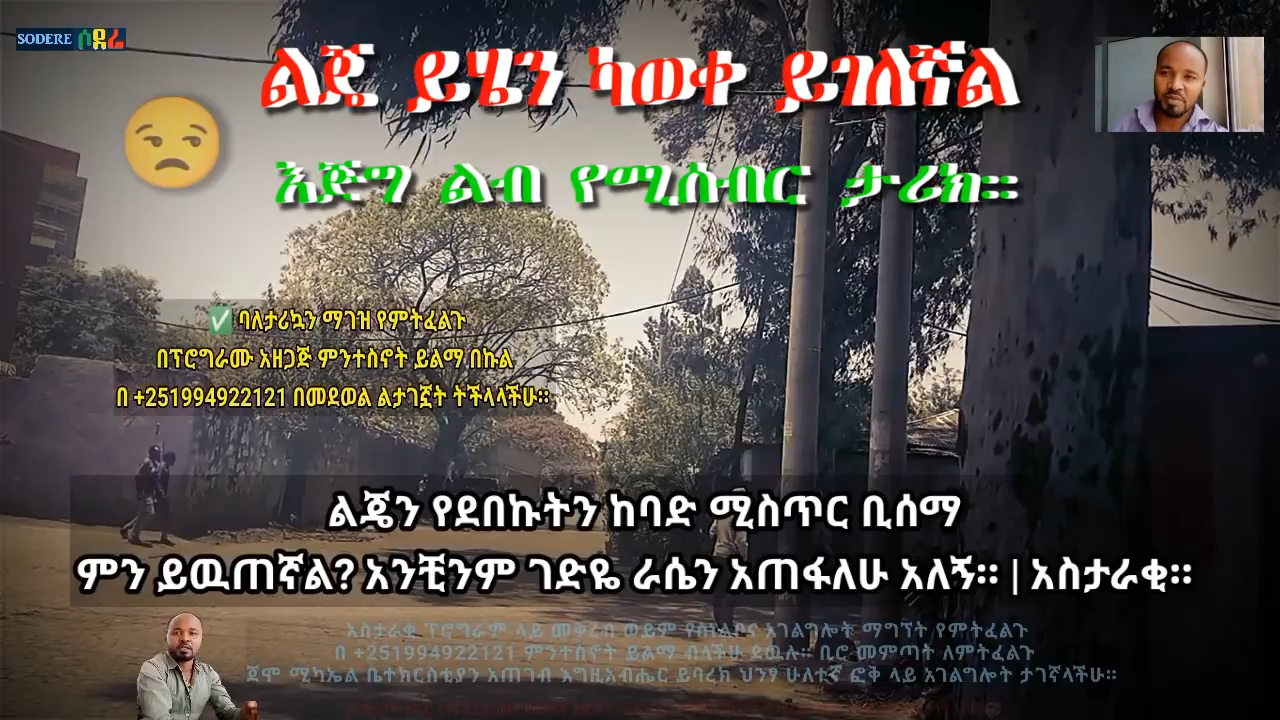 SODERE ሰደሬ
ልጄ ይሄን ካወቀ ይገለኛል
እጅግ ልብ የሚሰብር ታሪክ።
✅ ባለታሪኳን ማገዝ የምትፈልጉ
በፕሮግራሙ አዘጋጅ ምንተስኖት ይልማ በኩል
በ +251994922121 በመደወል ልታገኟት ትችላላችሁ።
ልጄን የደበኩትን ከባድ ሚስጥር ቢሰማ
ምን ይዉጠኛል? አንቺንም ገድዬ ራሴን አጠፋለሁ አለኝ። | አስታራቂ።
አስታራቂ ፕሮግራም ላይ መቅረብ ወይም የስነልቦና አገልግሎት ማግኘት የምትፈልጉ
በ +251994922121 ምንተስኖት ይልማ ብላችሁ ደዉሉ። ቢሮ መምጣት ለምትፈልጉ
ጀሞ ሚካኤል ቤተክርስቲያን አጠገብ እግዚአብሔር ይባረክ ህንፃ ሁለተኛ ፎቅ ላይ አገልግሎት ታገኛላችሁ።